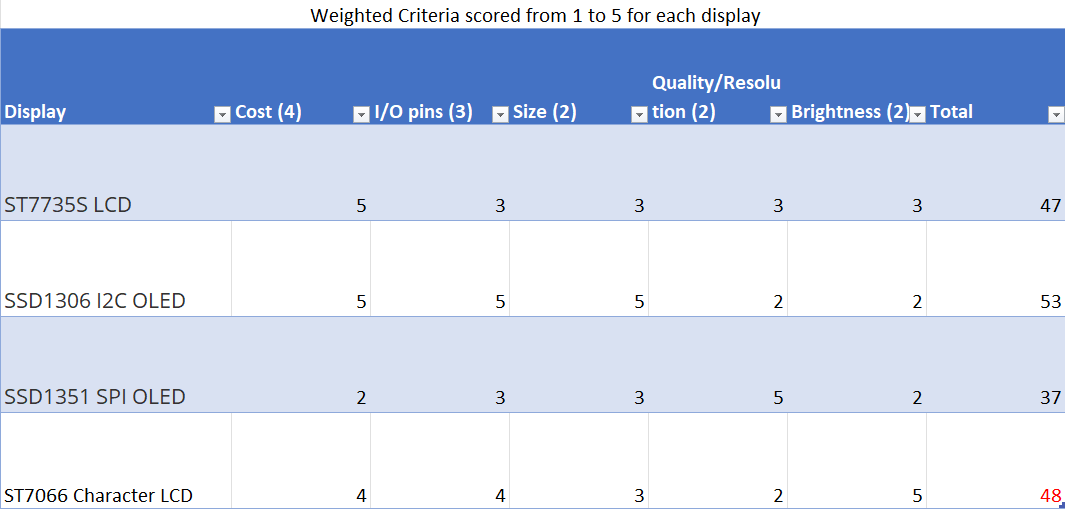 Weighted Criteria scored from 1 to 5 for each display
Quality/Resolu
Display Cost (4) I/O pins (3) Size (2) tion (2) Brightness (2) Total
ST7735S LCD 5 3 3 3 3 47
SSD1306 I2C OLED 5 5 5 2 2 53
SSD1351 SPI OLED 2 3 3 5 2 37
ST7066 Character LCD 4 4 3 2 5 48